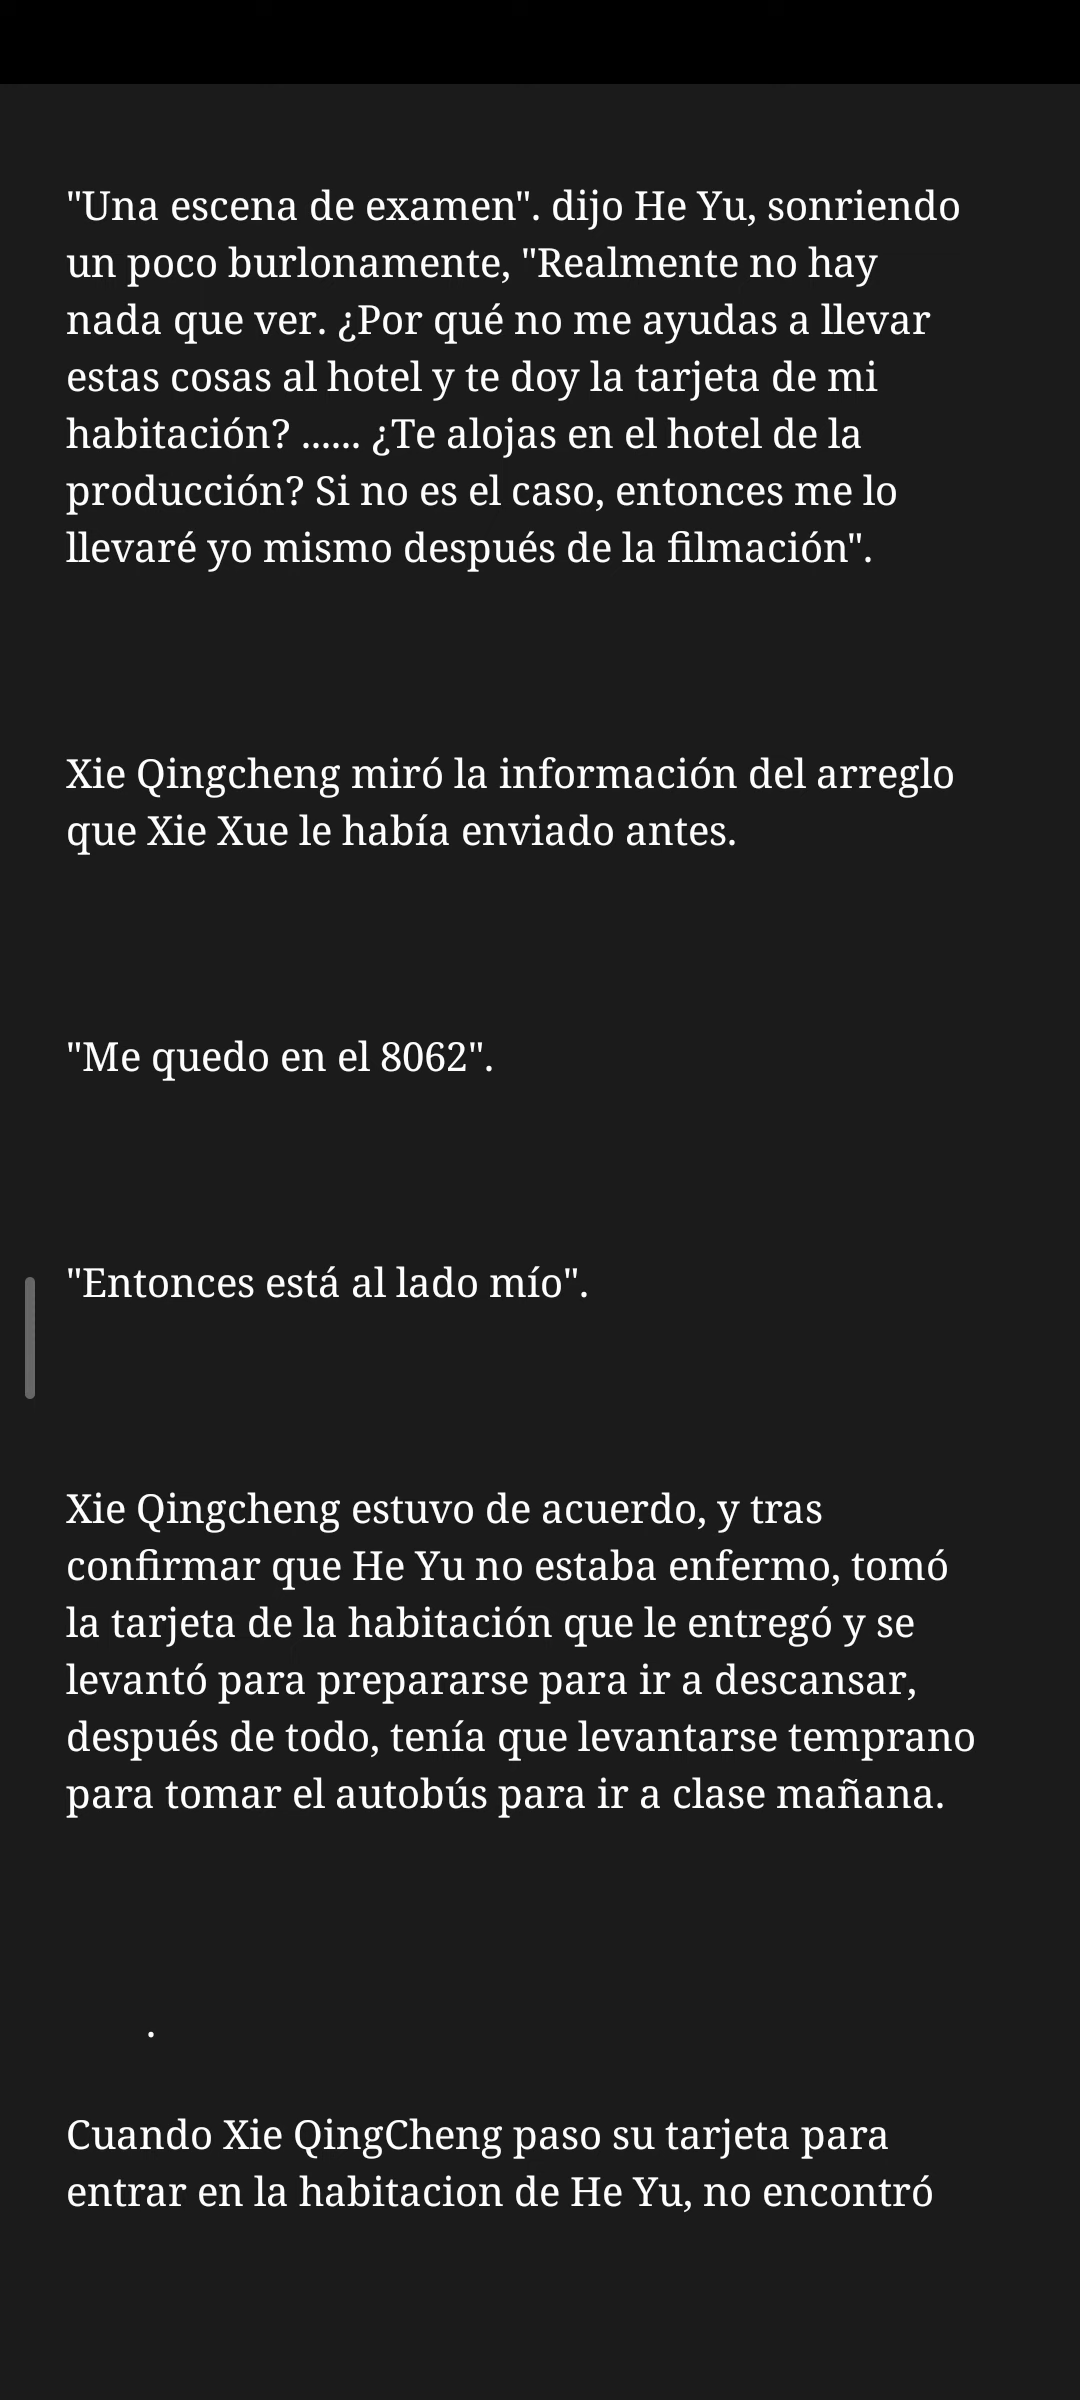 "Una escena de examen". dijo He Yu, sonriendo
un poco burlonamente, "Realmente no hay
nada que ver. ¿Por qué no me ayudas a llevar
estas cosas al hotel y te doy la tarjeta de mi
habitación? ...... ¿Te alojas en el hotel de la
producción? Si no es el caso, entonces me lo
llevaré yo mismo después de la filmación".
Xie Qingcheng miró la información del arreglo
que Xie Xue le había enviado antes.
"Me quedo en el 8062".
"Entonces está al lado mío".
Xie Qingcheng estuvo de acuerdo, y tras
confirmar que He Yu no estaba enfermo, tomó
la tarjeta de la habitación que le entregó y se
levantó para prepararse para ir a descansar,
después de todo, tenía que levantarse temprano
para tomar el autobús para ir a clase mañana.
.
Cuando Xie QingCheng paso su tarjeta para
entrar en la habitacion de He Yu, no encontró